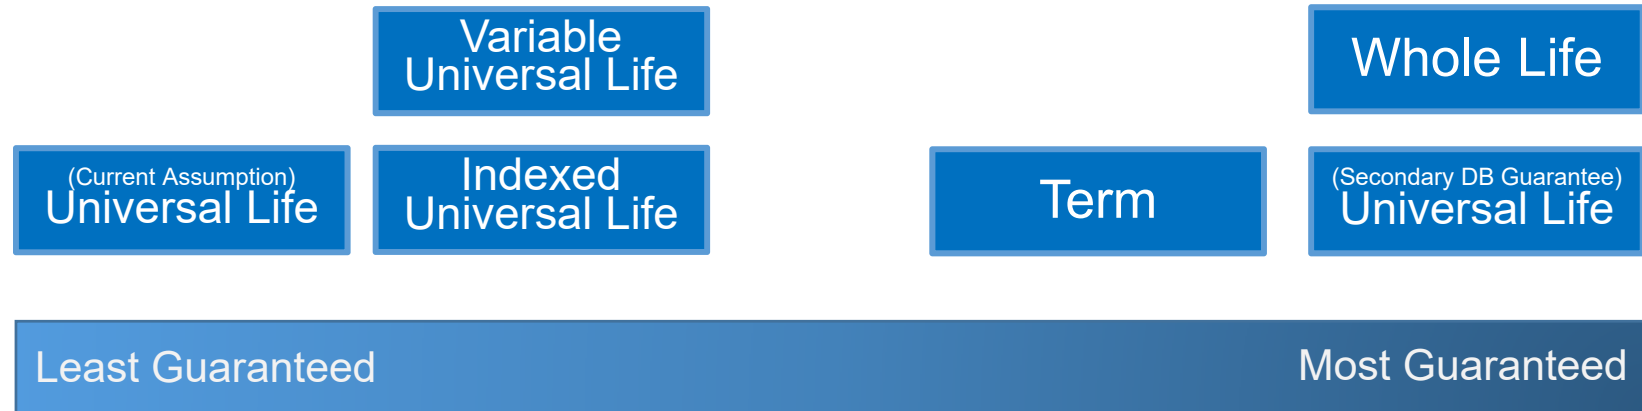 Variable
Universal Life
Whole Life
(Current Assumption)
Universal Life
Indexed
Universal Life
Term
(Secondary DB Guarantee)
Universal Life
Least Guaranteed
Most Guaranteed